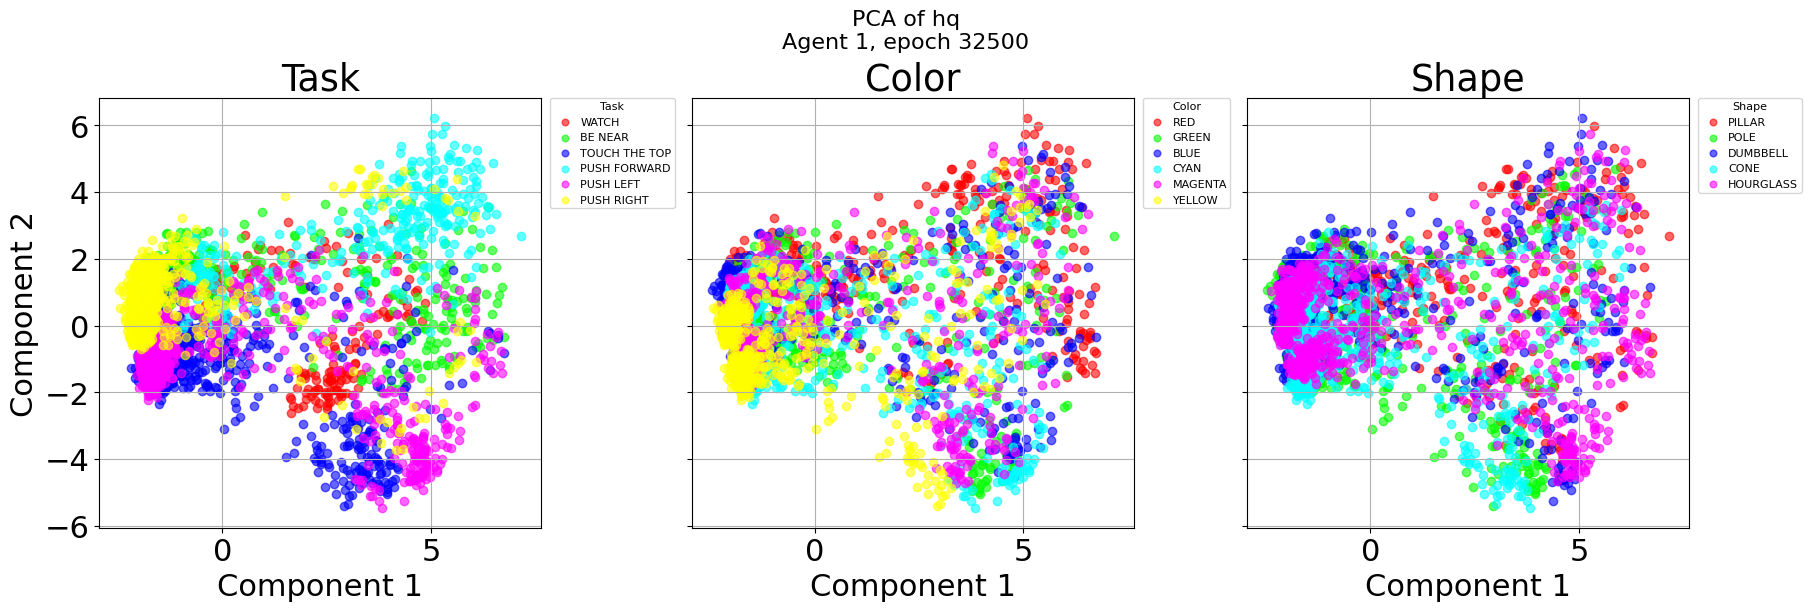 PCA of hq
Agent 1, epoch 32500
Task
Color
Shape
Component 2
6
4
2
0
−2
−4
−6
0 5
Component 1
Task
WATCH
BE NEAR
TOUCH THE TOP
PUSH FORWARD
PUSH LEFT
PUSH RIGHT
0 5
Component 1
Color
RED
GREEN
BLUE
CYAN
MAGENTA
YELLOW
0 5
Component 1
Shape
PILLAR
POLE
DUMBBELL
CONE
HOURGLASS